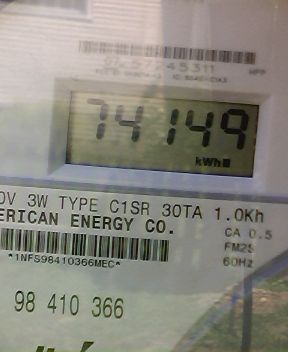 74149
kWh
0V 3W TYPE C1SR 30TA 1.0Kh
ERICAN ENERGY CO.
CA 0.5
FM2S
60Hz
*1NFS98410366MEC*
98 410 366